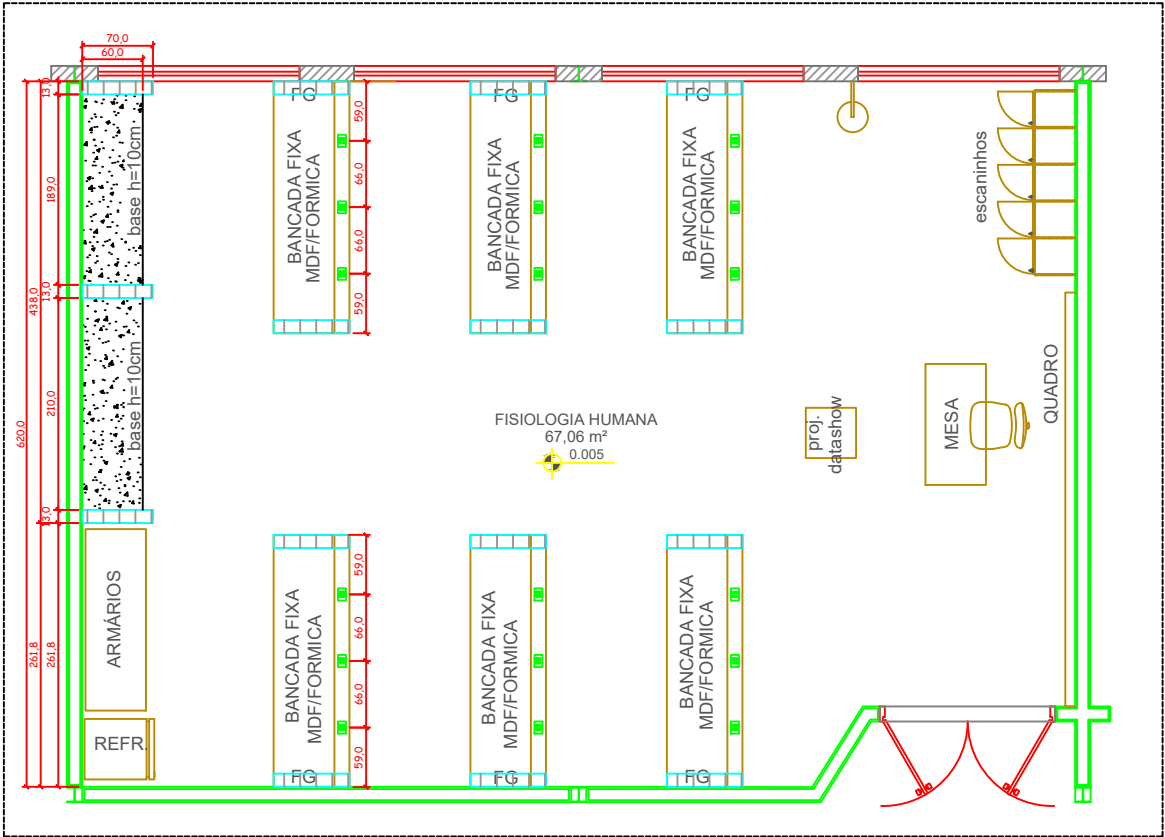 70,0
60,0
13,0
189,0
13,0
438,0
210,0
620,0
13,0
261,8
261,8
base h=10cm
base h=10cm
ARMÁRIOS
REFR.
FG
BANCADA FIXA
MDF/FORMICA
59,0
66,0
66,0
59,0
FG
BANCADA FIXA
MDF/FORMICA
FG
BANCADA FIXA
MDF/FORMICA
escaninhos
QUADRO
MESA
proj.
datashow
FISIOLOGIA HUMANA
67,06 m²
0.005
BANCADA FIXA
MDF/FORMICA
FG
59,0
66,0
66,0
59,0
BANCADA FIXA
MDF/FORMICA
FG
BANCADA FIXA
MDF/FORMICA
FG